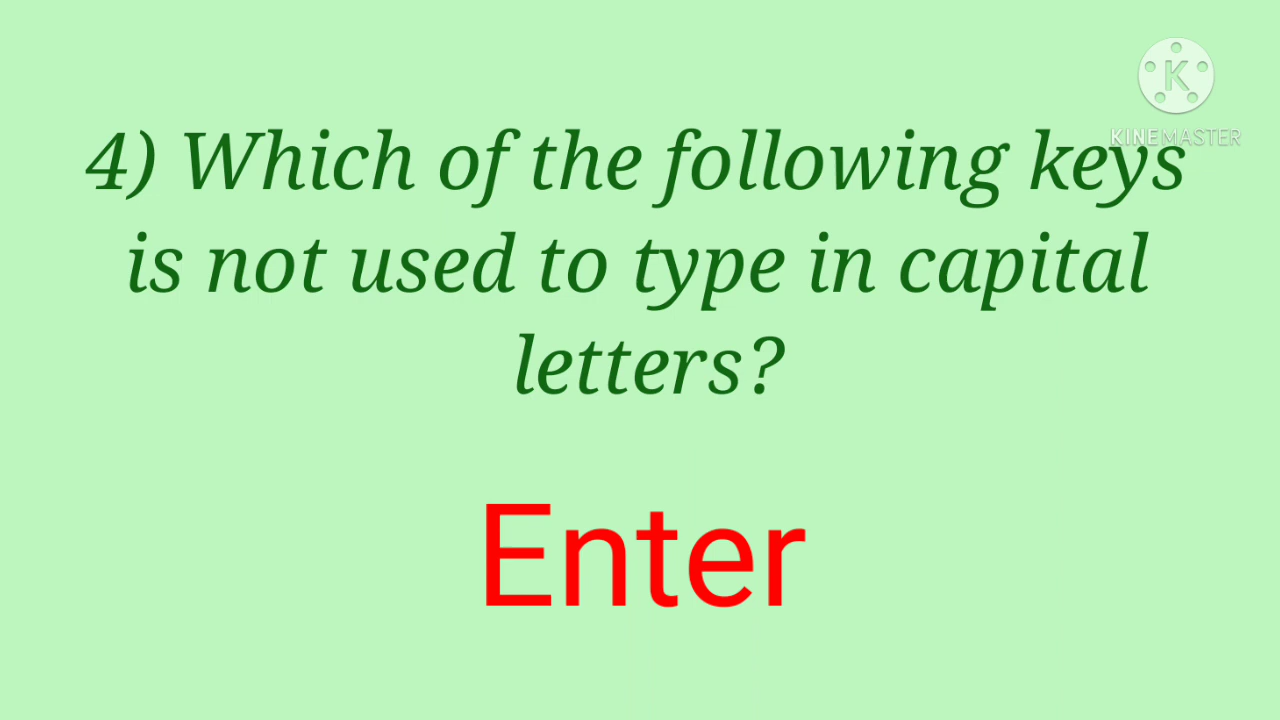 K
KINEMASTER
4) Which of the following keys
is not used to type in capital
letters?
Enter